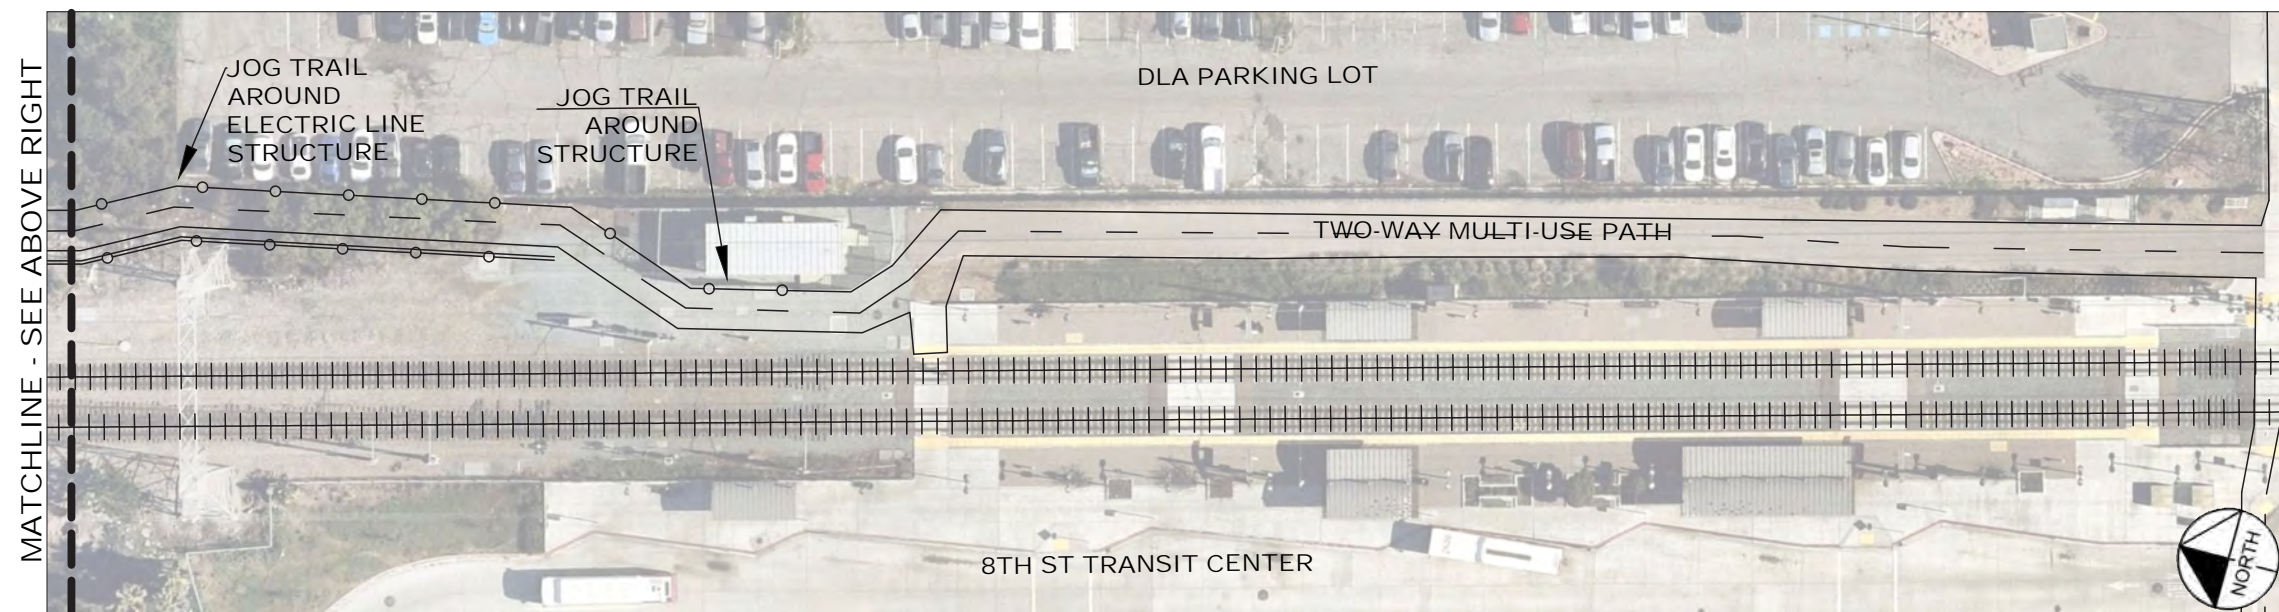 MATCHLINE - SEE ABOVE RIGHT
JOG TRAIL
AROUND
ELECTRIC LINE
STRUCTURE
JOG TRAIL
AROUND
STRUCTURE
DLA PARKING LOT
TWO-WAY MULTI-USE PATH
8TH ST TRANSIT CENTER
NORTH